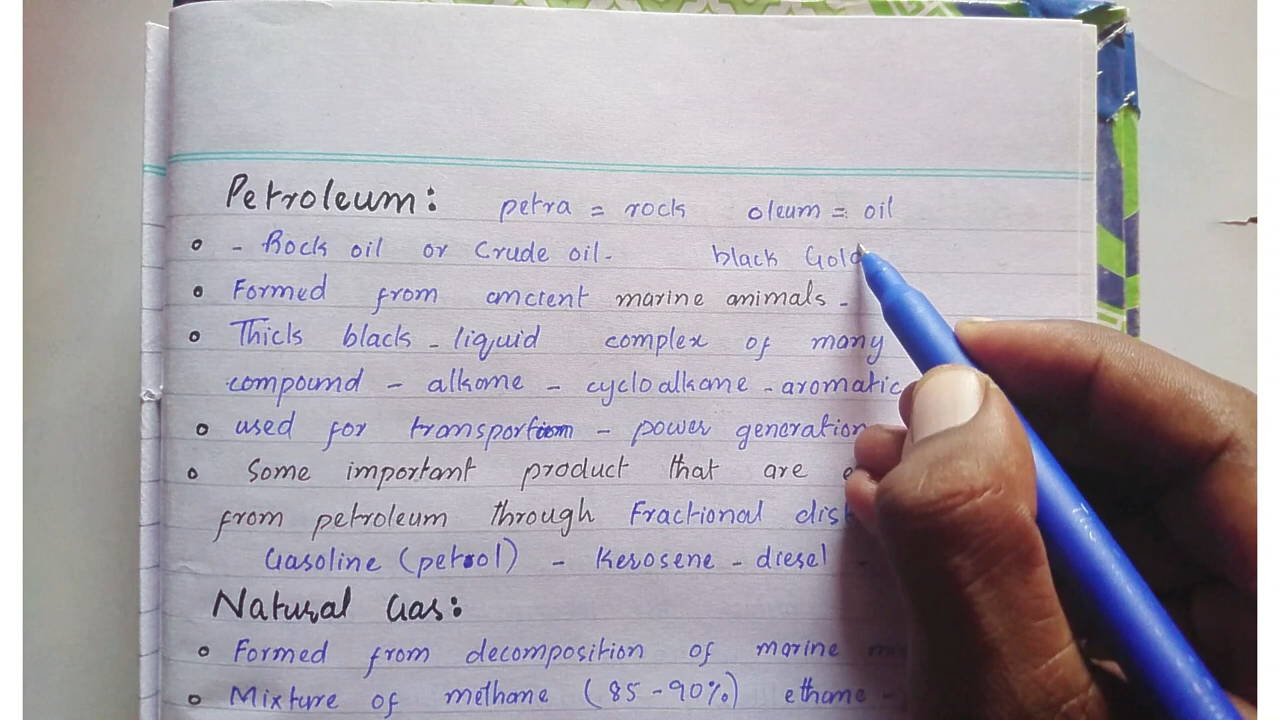 Petroleum: petra = rock oleum = oil
- Rock oil or Crude oil- black Gold
Formed from ancient marine animals -
Thick black - liquid complex of many
compound - alkane - cycloalkane - aromatic
used for transportion - power generation
Some important product that are
from petroleum through Fractional
Gasoline (petrol) - Kerosene - diesel -
Natural Gas:
Formed from decomposition of marine
Mixture of methane (85-90%) ethane -